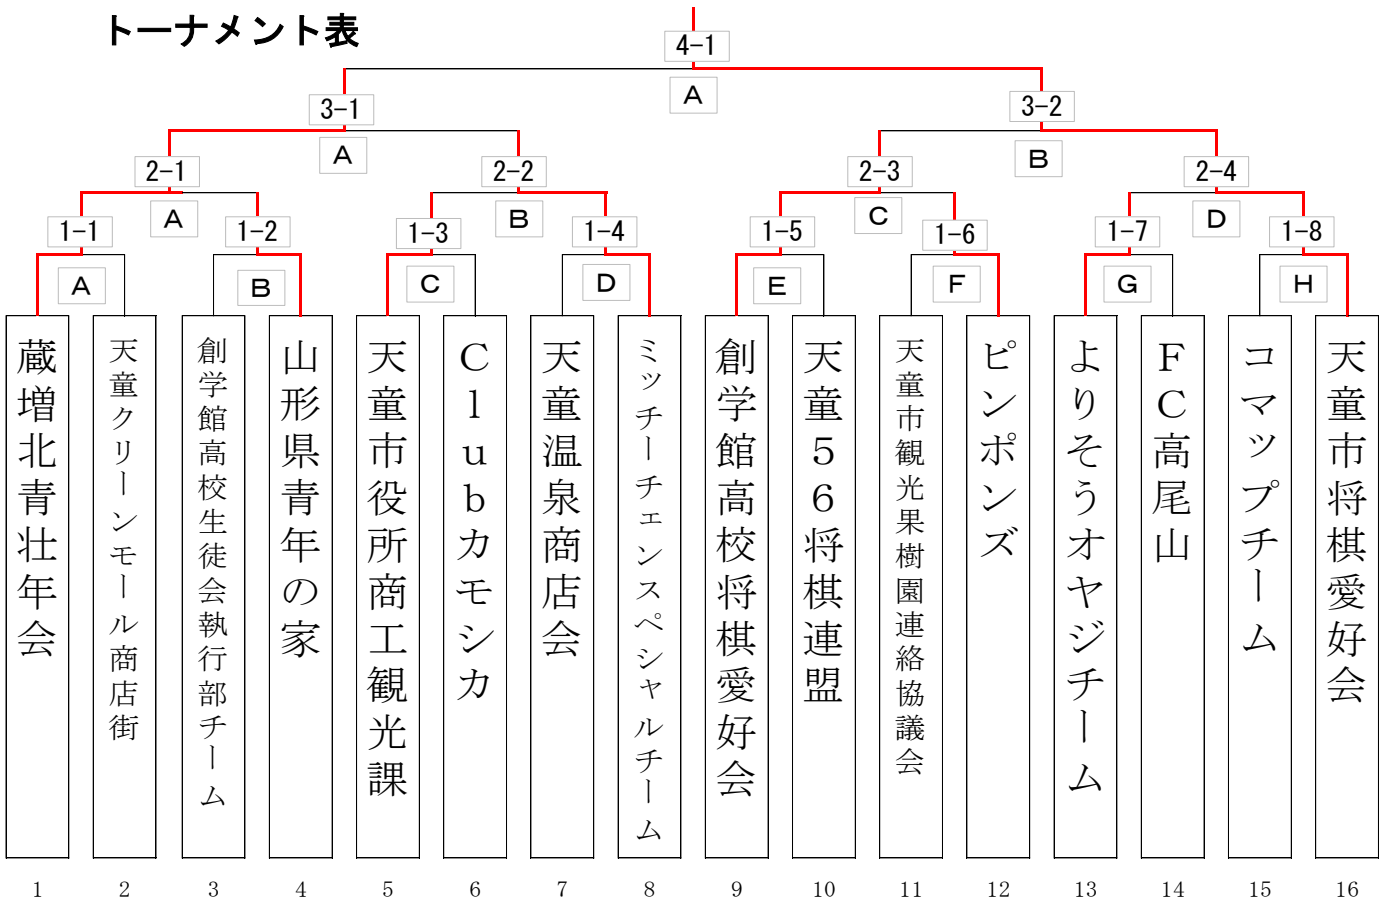 トーナメント表
4-1
A
3-1
3-2
A
B
2-1
2-2
2-3
2-4
A
B
C
D
1-1
1-2
1-3
1-4
1-5
1-6
1-7
1-8
A
B
C
D
E
F
G
H
蔵増北青壮年会
天童クリーンモール商店街
創学館高校生徒会執行部チーム
山形県青年の家
天童市役所商工観光課
Clubカモシカ
天童温泉商店会
ミッチーチェンスペシャルチーム
創学館高校将棋愛好会
天童56将棋連盟
天童市観光果樹園連絡協議会
ピンポンズ
よりそうオヤジチーム
FC高尾山
コマップチーム
天童市将棋愛好会
1
2
3
4
5
6
7
8
9
10
11
12
13
14
15
16